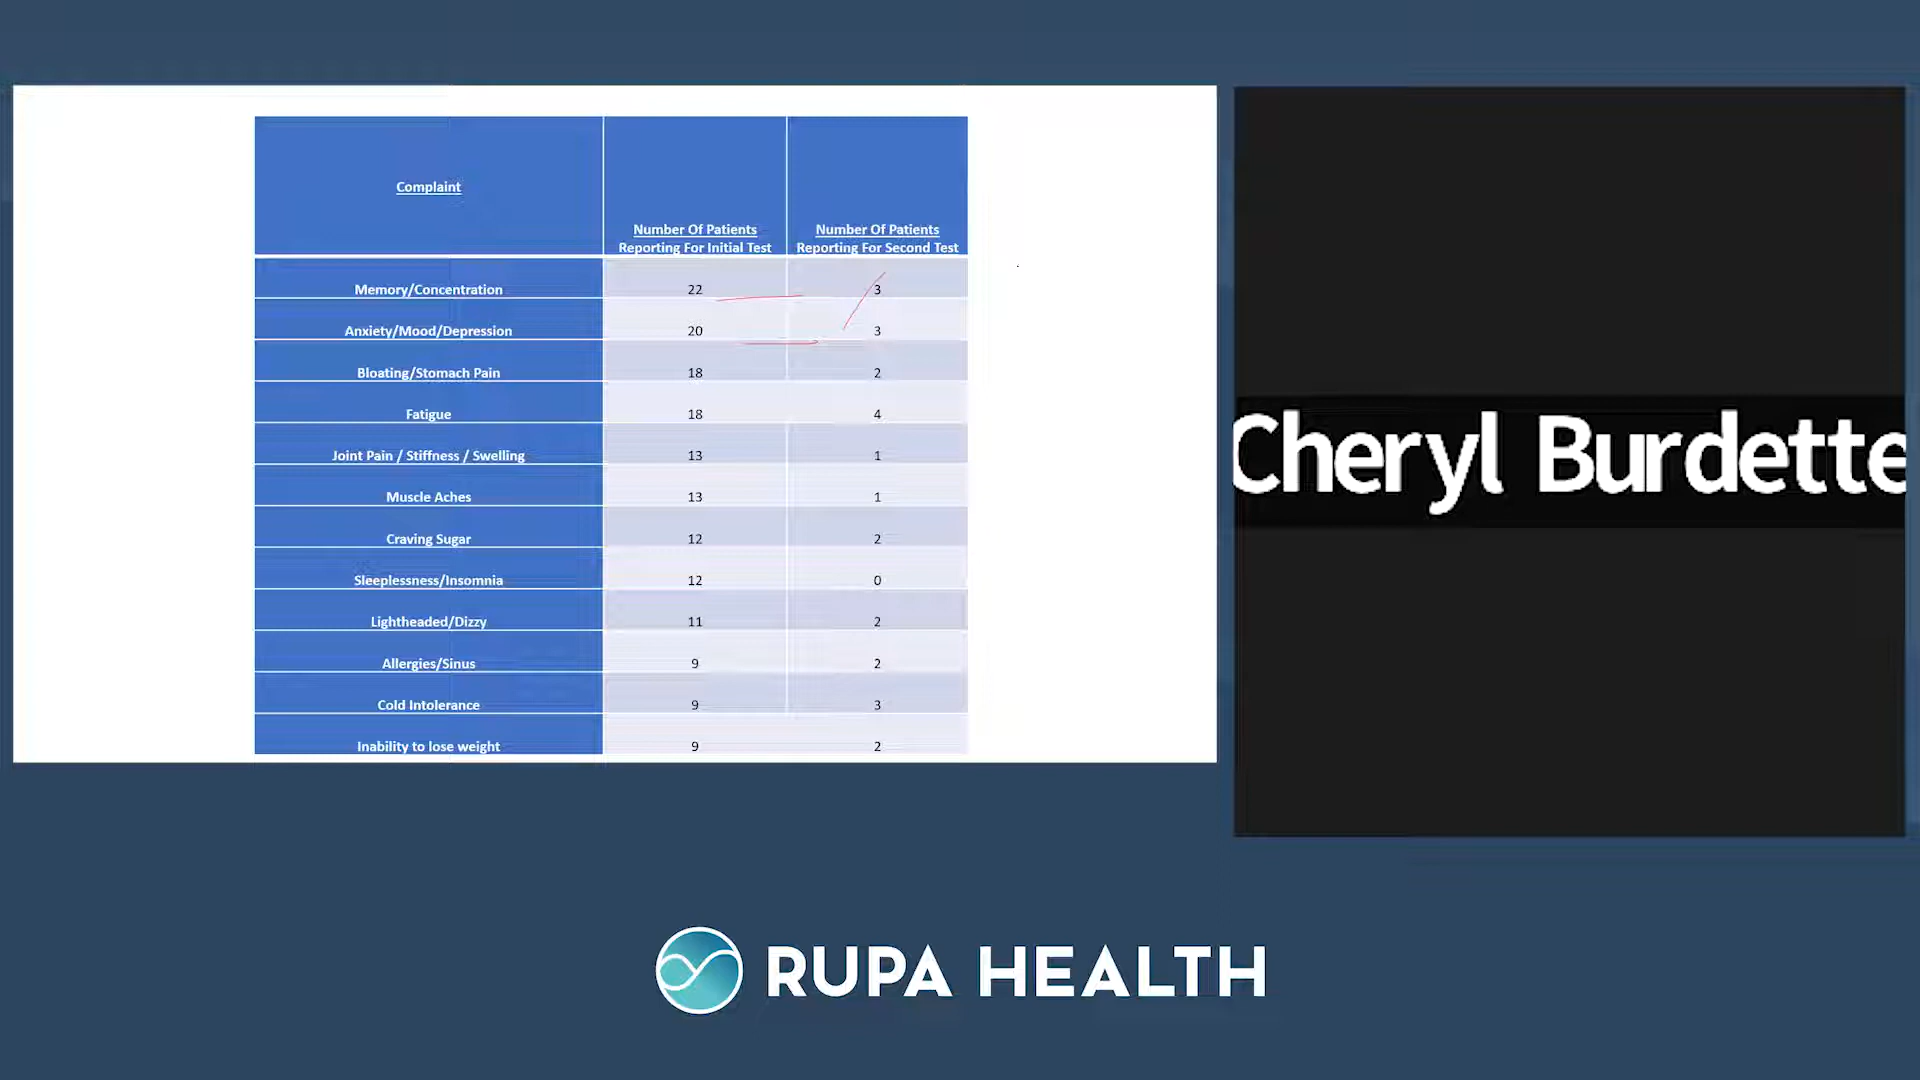 Complaint
Number Of Patients
Reporting For Initial Test
Number Of Patients
Reporting For Second Test
Memory/Concentration 22 3
Anxiety/Mood/Depression 20 3
Bloating/Stomach Pain 18 2
Fatigue 18 4
Joint Pain / Stiffness / Swelling 13 1
Muscle Aches 13 1
Craving Sugar 12 2
Sleeplessness/Insomnia 12 0
Lightheaded/Dizzy 11 2
Allergies/Sinus 9 2
Cold Intolerance 9 3
Inability to lose weight 9 2
Cheryl Burdette
RUPA HEALTH